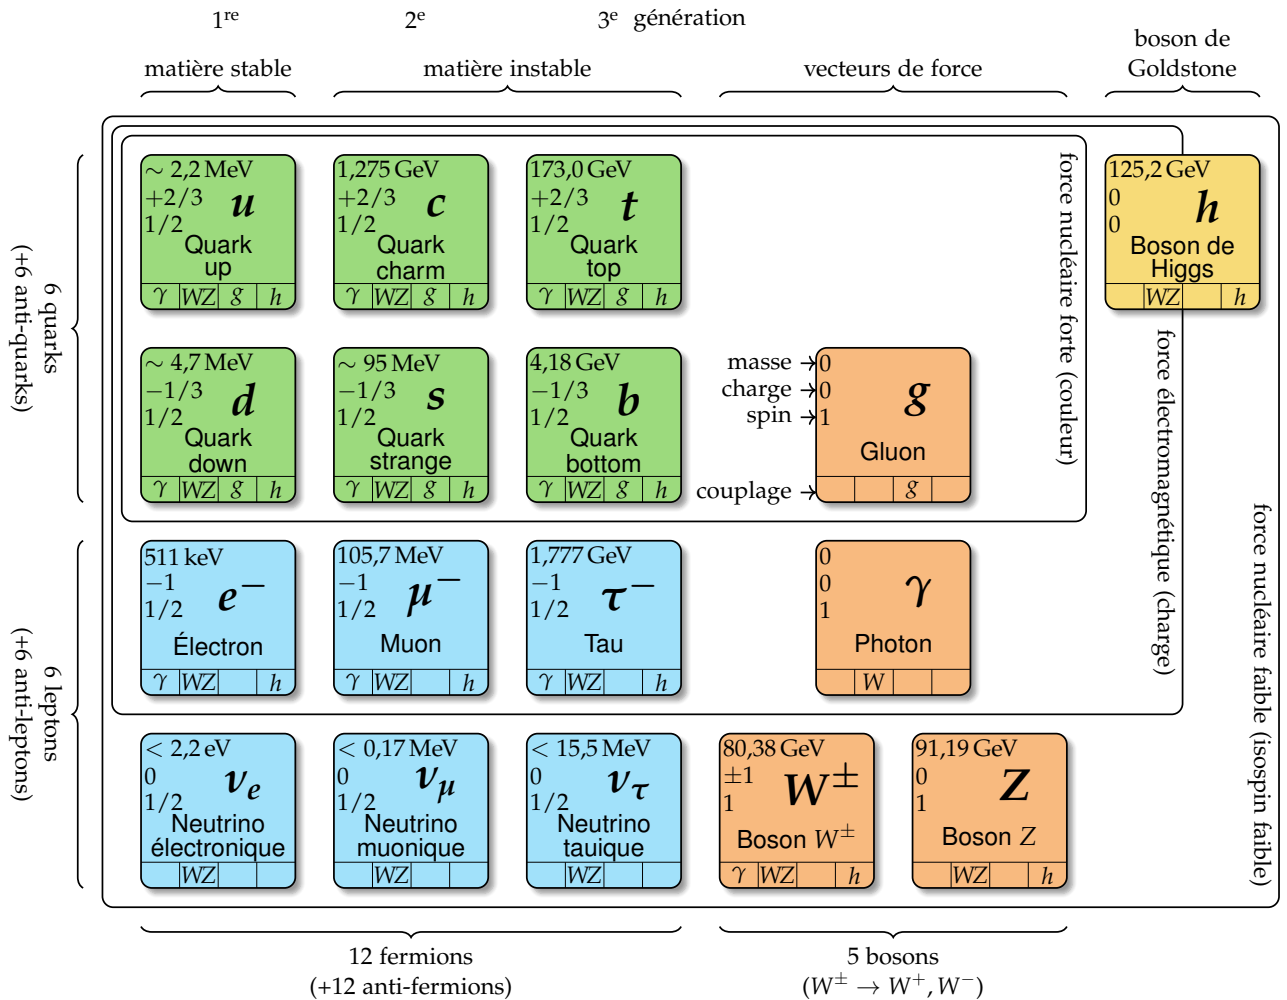 1re 2e 3e génération
matière stable
matière instable
vecteurs de force
boson de
Goldstone
6 quarks
(+6 anti-quarks)
∼ 2,2 MeV
+2/3
1/2
u
Quark
up
γ WZ g h
1,275 GeV
+2/3
1/2
c
Quark
charm
γ WZ g h
173,0 GeV
+2/3
1/2
t
Quark
top
γ WZ g h
125,2 GeV
0
0
h
Boson de
Higgs
WZ h
∼ 4,7 MeV
−1/3
1/2
d
Quark
down
γ WZ g h
∼ 95 MeV
−1/3
1/2
s
Quark
strange
γ WZ g h
4,18 GeV
−1/3
1/2
b
Quark
bottom
γ WZ g h
masse
charge
spin
couplage
0
0
1
g
Gluon
g
force nucléaire forte (couleur)
force électromagnétique (charge)
force nucléaire faible (isospin faible)
6 leptons
(+6 anti-leptons)
511 keV
−1
1/2
e−
Électron
γ WZ h
105,7 MeV
−1
1/2
μ−
Muon
γ WZ h
1,777 GeV
−1
1/2
τ−
Tau
γ WZ h
0
0
1
γ
Photon
W
< 2,2 eV
0
1/2
νe
Neutrino
électronique
WZ
< 0,17 MeV
0
1/2
νμ
Neutrino
muonique
WZ
< 15,5 MeV
0
1/2
ντ
Neutrino
tauique
WZ
80,38 GeV
±1
1
W±
Boson W±
γ WZ h
91,19 GeV
0
1
Z
Boson Z
WZ h
12 fermions
(+12 anti-fermions)
5 bosons
(W± → W+, W−)